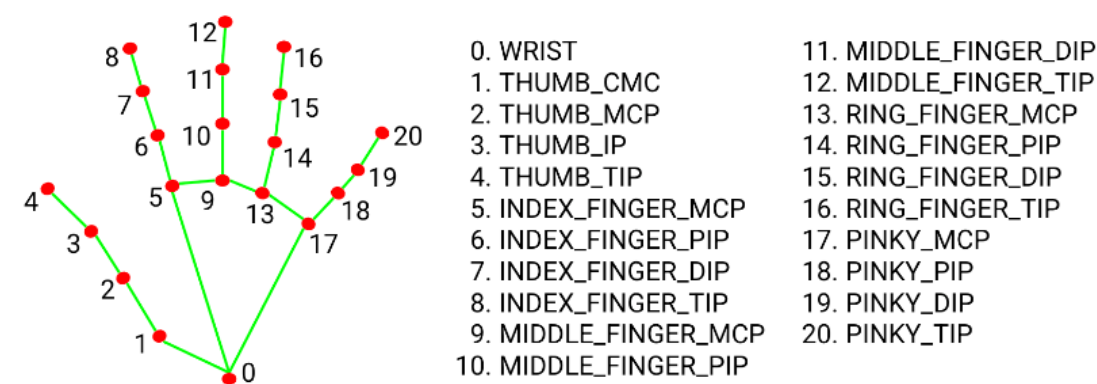 12
8
16
11
7
15
10
20
6
14
19
4
5
9
13
18
3
17
2
1
0
0. WRIST
1. THUMB_CMC
2. THUMB_MCP
3. THUMB_IP
4. THUMB_TIP
5. INDEX_FINGER_MCP
6. INDEX_FINGER_PIP
7. INDEX_FINGER_DIP
8. INDEX_FINGER_TIP
9. MIDDLE_FINGER_MCP
10. MIDDLE_FINGER_PIP
11. MIDDLE_FINGER_DIP
12. MIDDLE_FINGER_TIP
13. RING_FINGER_MCP
14. RING_FINGER_PIP
15. RING_FINGER_DIP
16. RING_FINGER_TIP
17. PINKY_MCP
18. PINKY_PIP
19. PINKY_DIP
20. PINKY_TIP